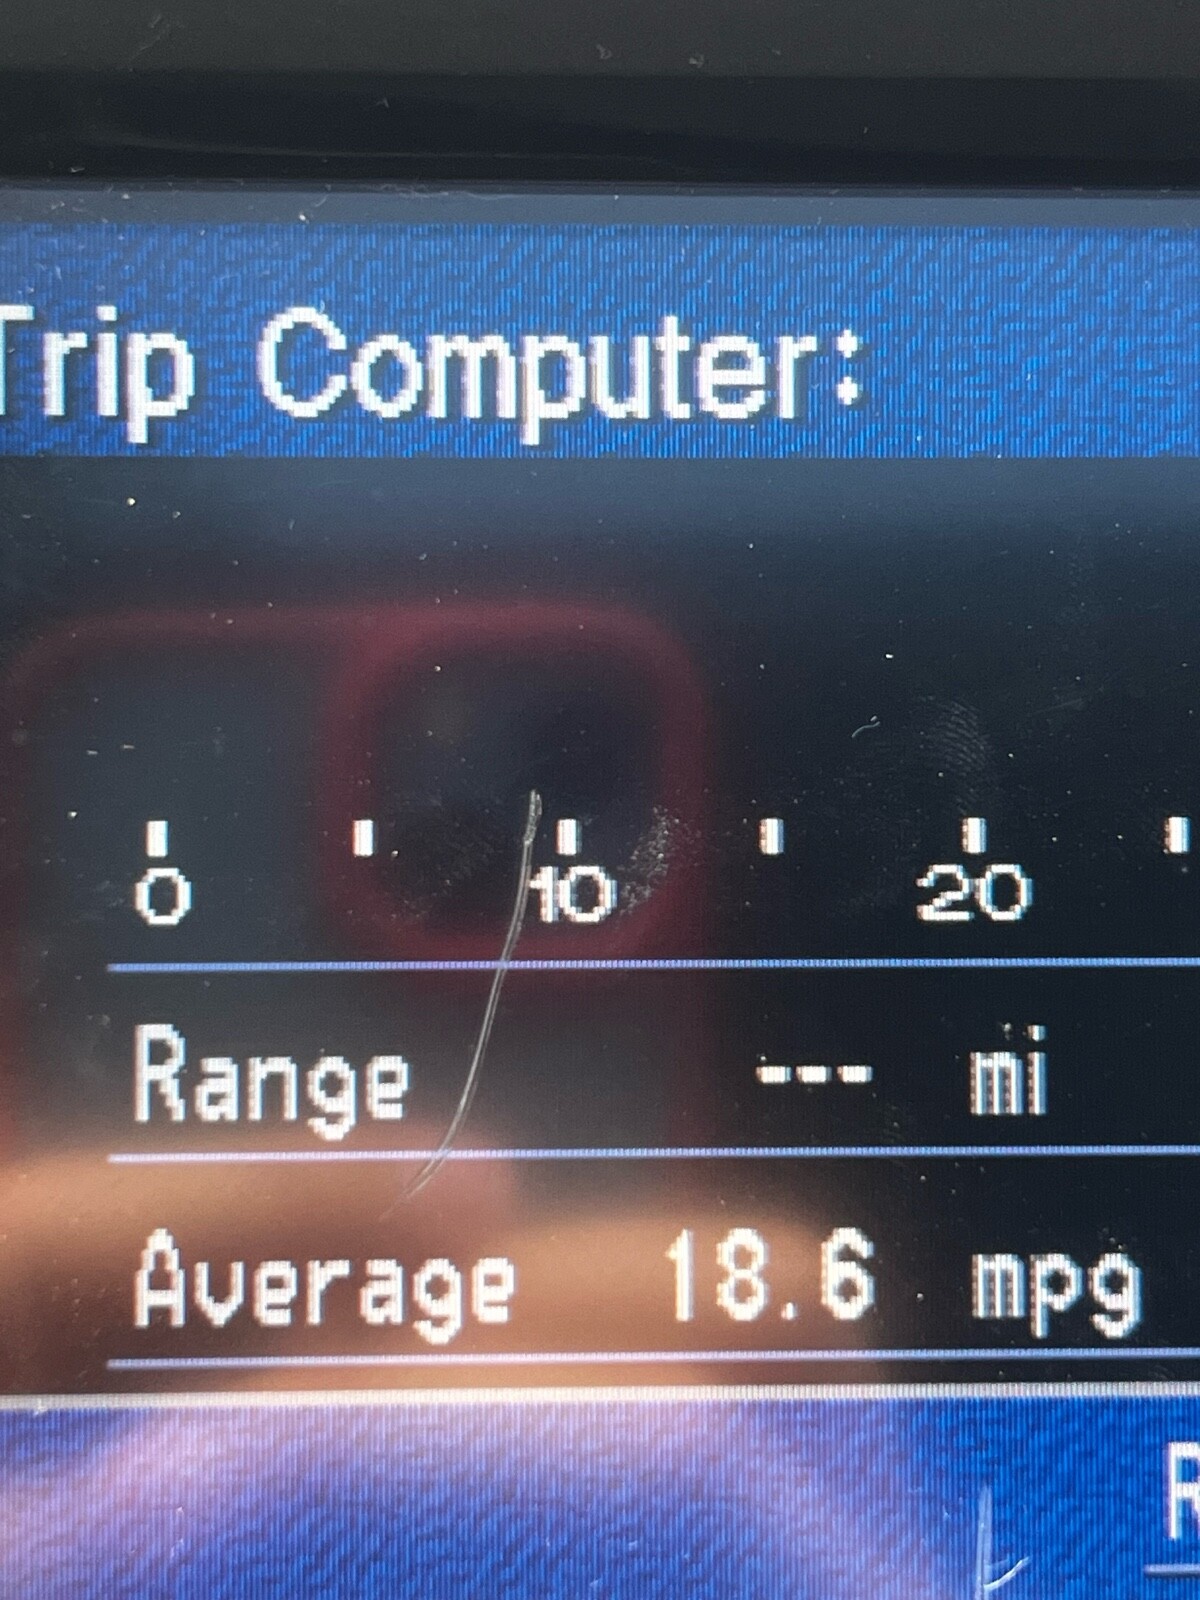 Trip Computer:
0 10 20
Range --- mi
Average 18.6 mpg
R